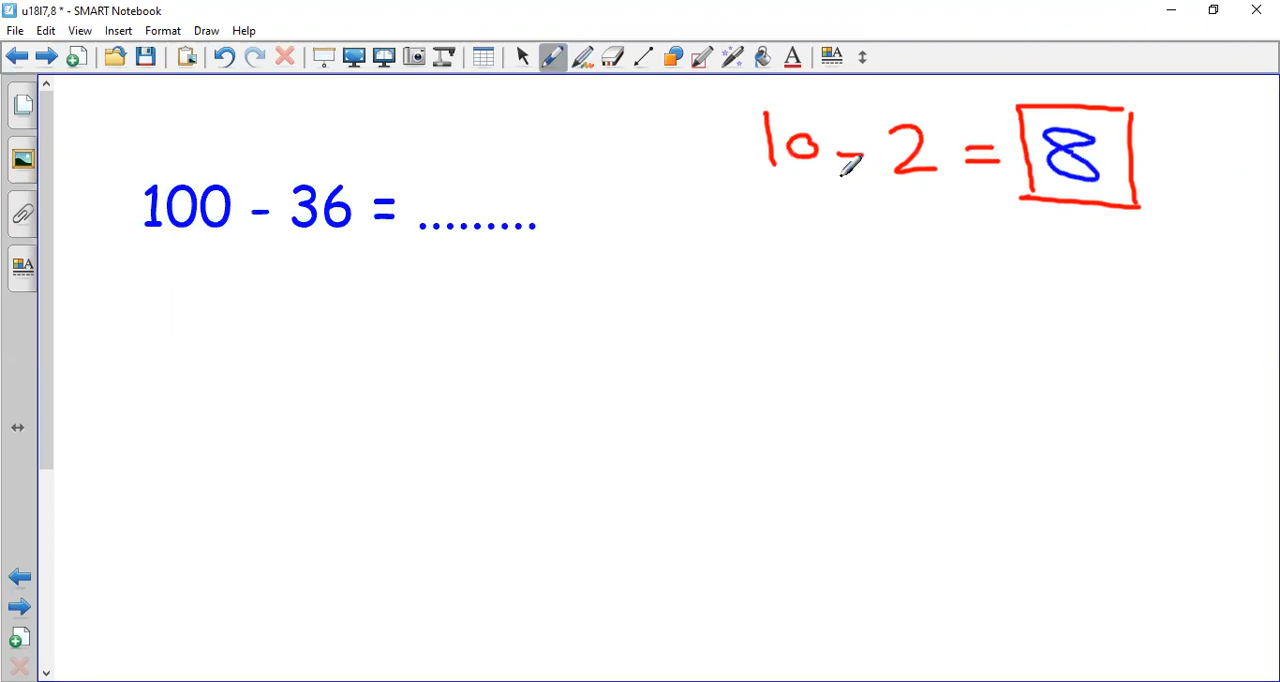 u18l7,8 * - SMART Notebook
File Edit View Insert Format Draw Help
10 - 2 = 8
100 - 36 = .........